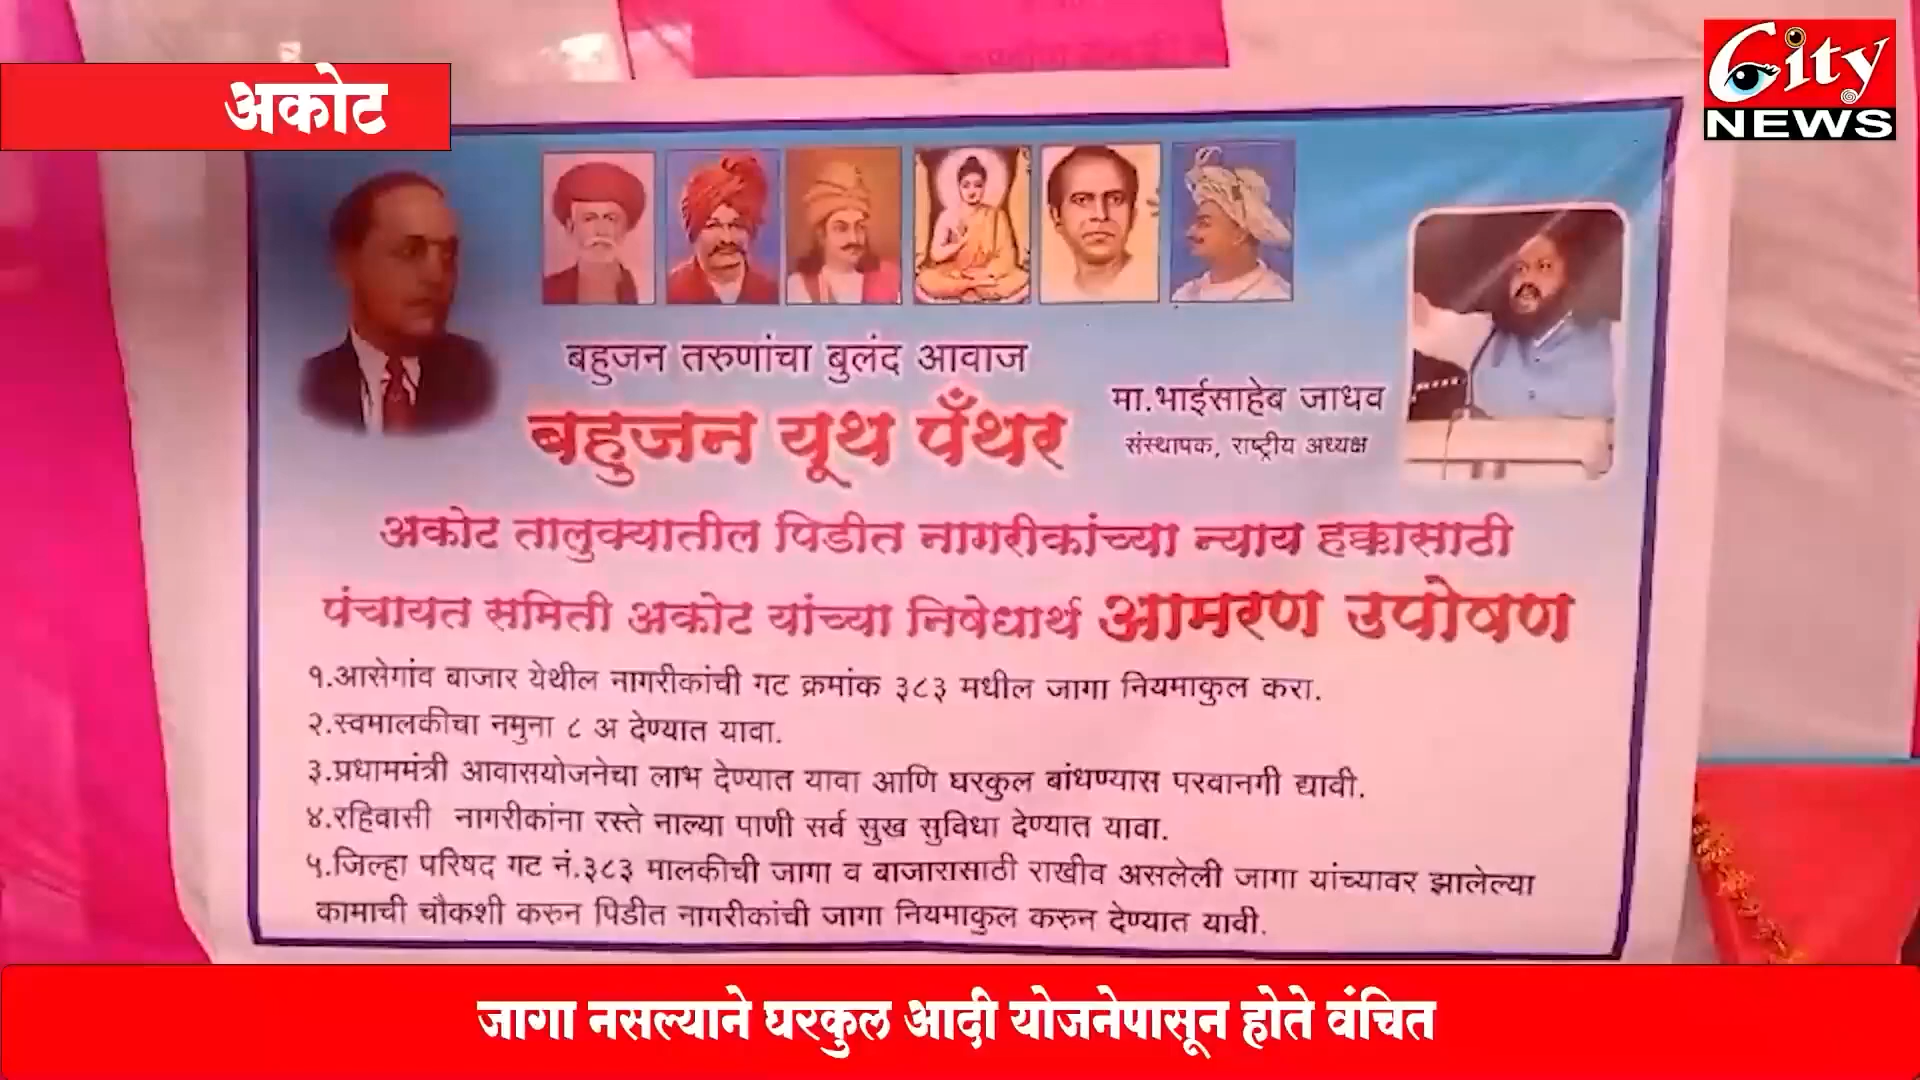 अकोट
City
NEWS
बहुजन तरुणांचा बुलंद आवाज
बहुजन यूथ पँथर
मा.भाईसाहेब जाधव
संस्थापक, राष्ट्रीय अध्यक्ष
अकोट तालुक्यातील पिडीत नागरीकांच्या न्याय हक्कासाठी
पंचायत समिती अकोट यांच्या निषेधार्थ आमरण उपोषण
१.आसेगांव बाजार येथील नागरीकांची गट क्रमांक ३८३ मधील जागा नियमाकुल करा.
२.स्वमालकीचा नमुना ८ अ देण्यात यावा.
३.प्रधाममंत्री आवासयोजनेचा लाभ देण्यात यावा आणि घरकुल बांधण्यास परवानगी द्यावी.
४.रहिवासी नागरीकांना रस्ते नाल्या पाणी सर्व सुख सुविधा देण्यात यावा.
५.जिल्हा परिषद गट नं.३८३ मालकीची जागा व बाजारासाठी राखीव असलेली जागा यांच्यावर झालेल्या
कामाची चौकशी करुन पिडीत नागरीकांची जागा नियमाकुल करुन देण्यात यावी.
जागा नसल्याने घरकुल आदी योजनेपासून होते वंचित